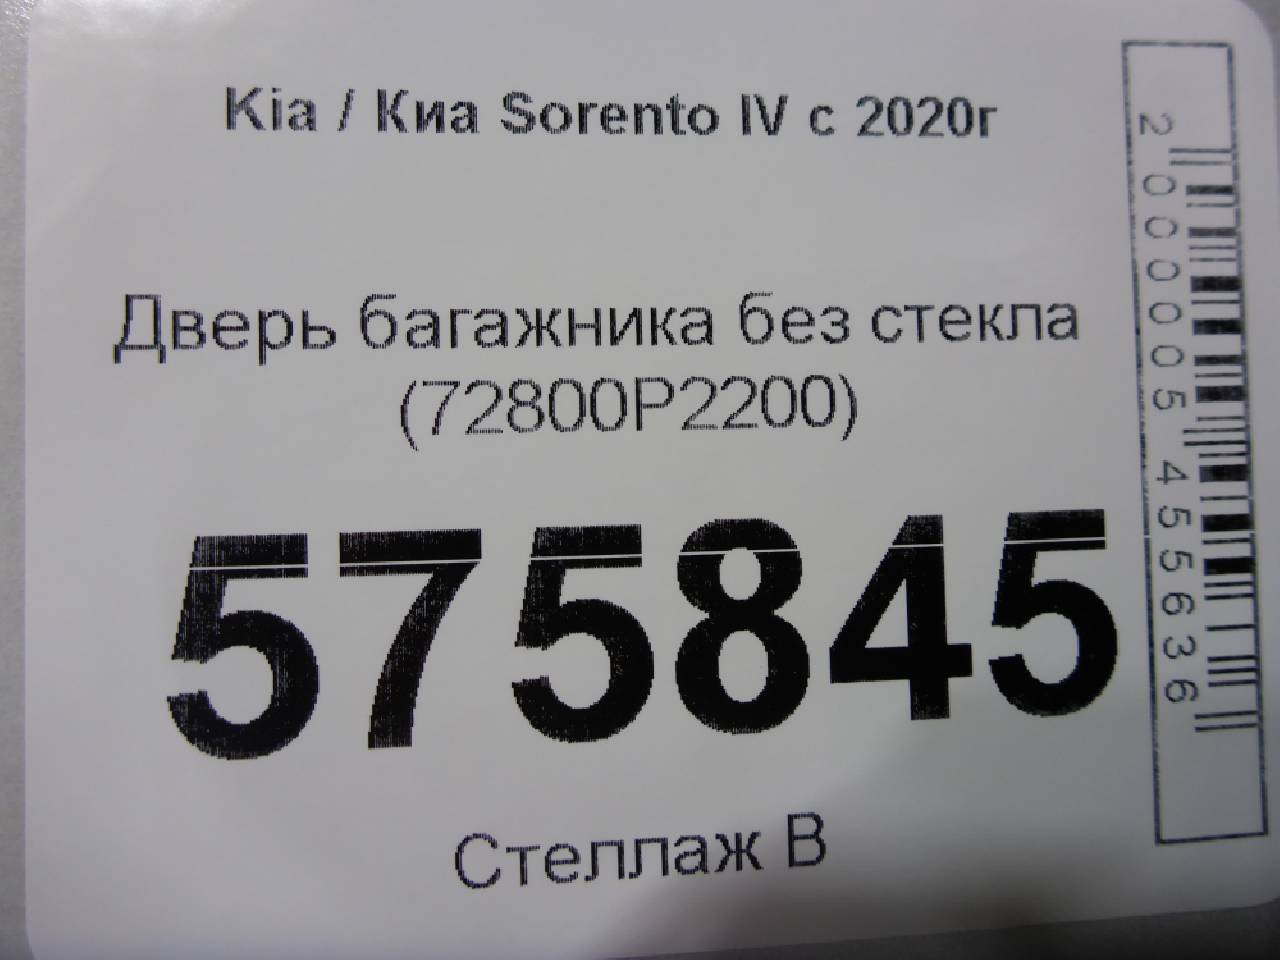 Kia / Киа Sorento IV с 2020г
Дверь багажника без стекла
(72800P2200)
575845
Стеллаж В
2000005455636